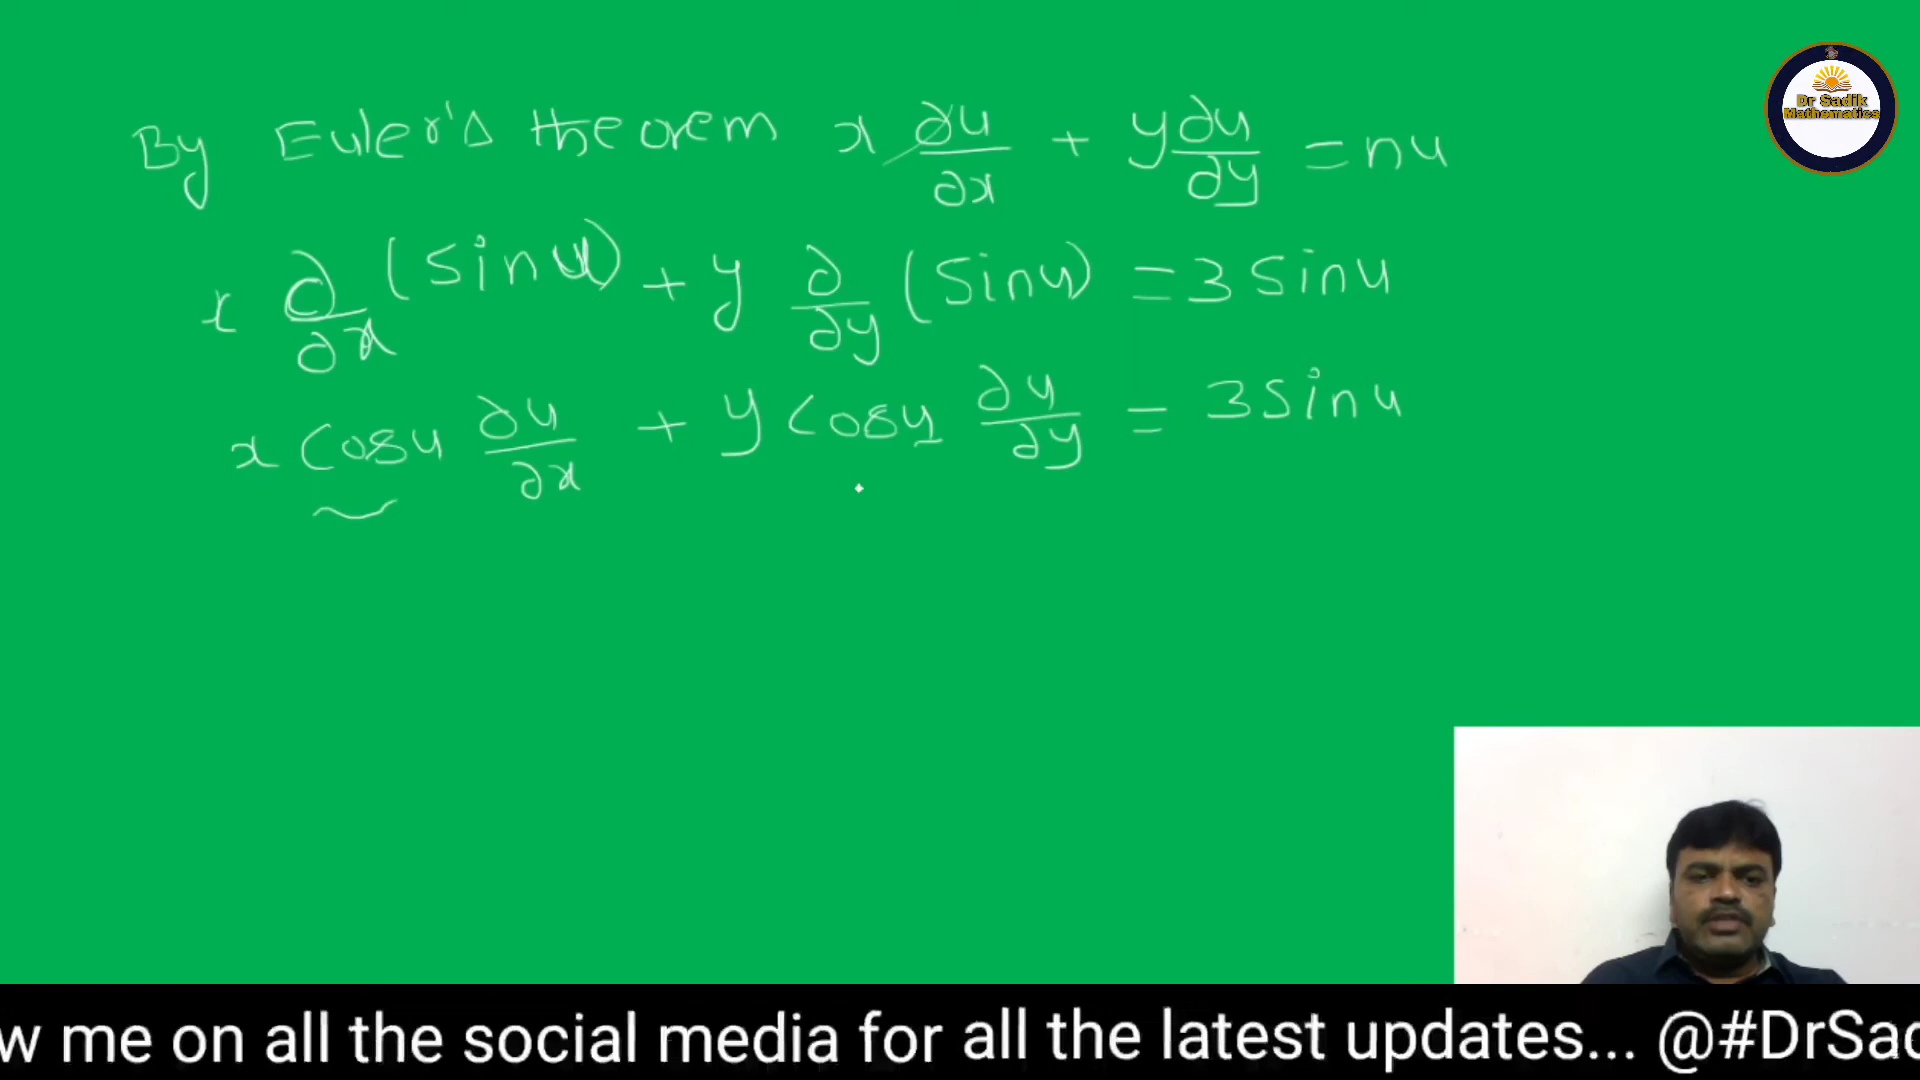 By Euler's theorem x ∂u/∂x + y ∂u/∂y = nu
x ∂/∂x (sin u) + y ∂/∂y (sin u) = 3 sin u
x cos u ∂u/∂x + y cos u ∂u/∂y = 3 sin u
Dr Sadik
Mathematics
w me on all the social media for all the latest updates... @#DrSad